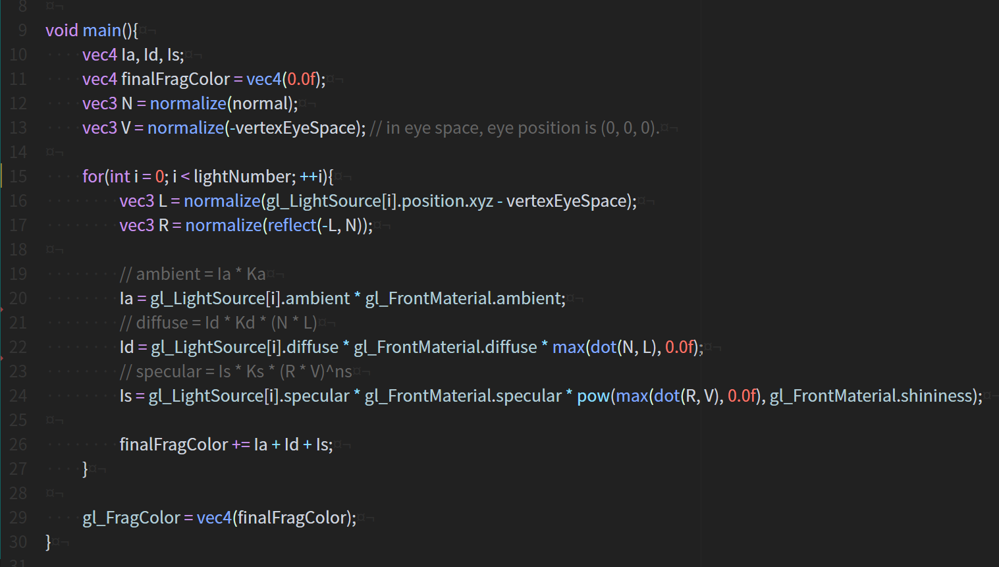 8 ¤¬
9 void main(){¤¬
10 ····vec4 Ia, Id, Is;¤¬
11 ····vec4 finalFragColor = vec4(0.0f);¤¬
12 ····vec3 N = normalize(normal);¤¬
13 ····vec3 V = normalize(-vertexEyeSpace); // in eye space, eye position is (0, 0, 0).¤¬
14 ¤¬
15 ····for(int i = 0; i < lightNumber; ++i){¤¬
16 ········vec3 L = normalize(gl_LightSource[i].position.xyz - vertexEyeSpace);¤¬
17 ········vec3 R = normalize(reflect(-L, N));¤¬
18 ¤¬
19 ········// ambient = Ia * Ka¤¬
20 ········Ia = gl_LightSource[i].ambient * gl_FrontMaterial.ambient;¤¬
21 ········// diffuse = Id * Kd * (N * L)¤¬
22 ········Id = gl_LightSource[i].diffuse * gl_FrontMaterial.diffuse * max(dot(N, L), 0.0f);¤¬
23 ········// specular = Is * Ks * (R * V)^ns¤¬
24 ········Is = gl_LightSource[i].specular * gl_FrontMaterial.specular * pow(max(dot(R, V), 0.0f), gl_FrontMaterial.shininess);¤¬
25 ¤¬
26 ········finalFragColor += Ia + Id + Is;¤¬
27 ····}¤¬
28 ¤¬
29 ····gl_FragColor = vec4(finalFragColor);¤¬
30 }¤¬
31